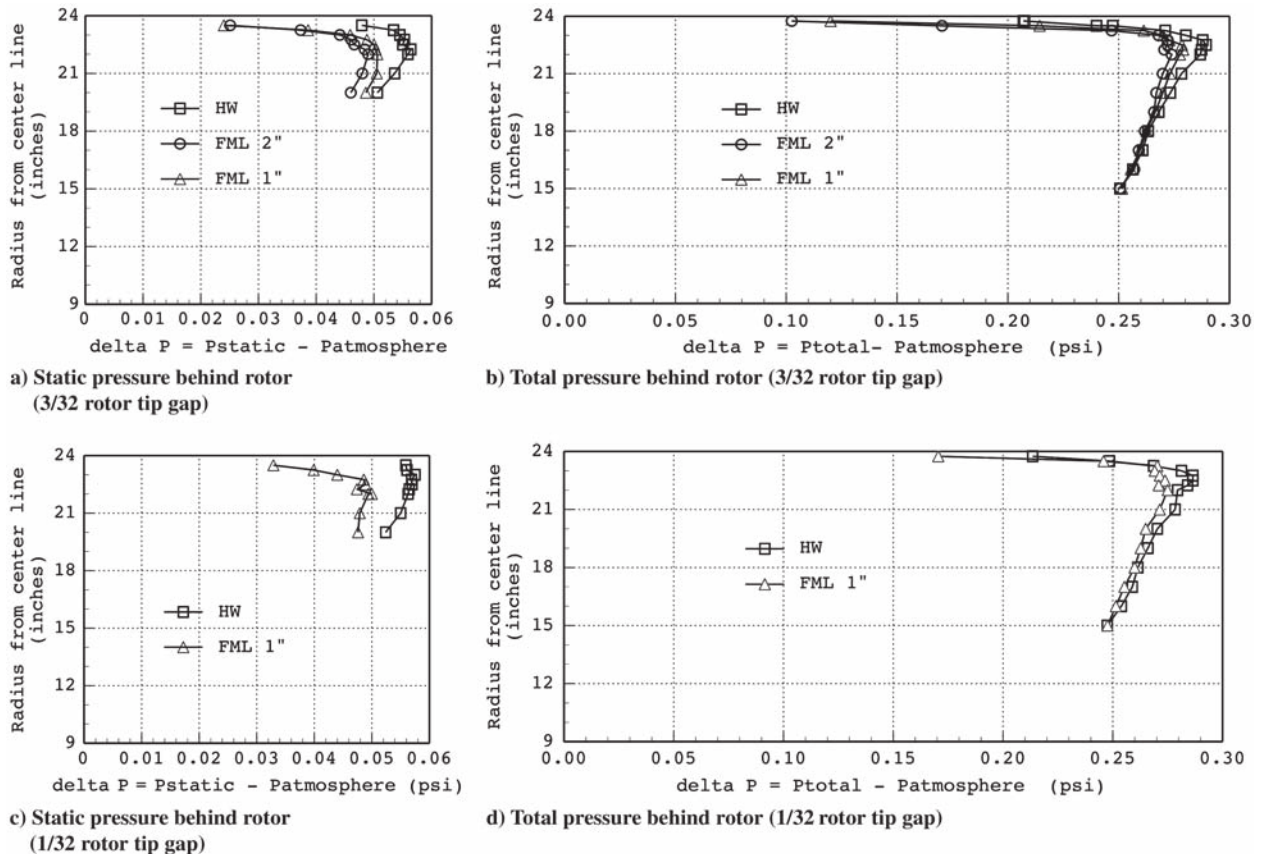 24
21
18
15
12
9
Radius from center line
(inches)
HW
FML 2"
FML 1"
0 0.01 0.02 0.03 0.04 0.05 0.06
delta P = Pstatic - Patmosphere
a) Static pressure behind rotor
(3/32 rotor tip gap)
24
21
18
15
12
9
Radius from center line
(inches)
HW
FML 2"
FML 1"
0.00 0.05 0.10 0.15 0.20 0.25 0.30
delta P = Ptotal- Patmosphere (psi)
b) Total pressure behind rotor (3/32 rotor tip gap)
24
21
18
15
12
9
Radius from center line
(inches)
HW
FML 1"
0 0.01 0.02 0.03 0.04 0.05 0.06
delta P = Pstatic - Patmosphere (psi)
c) Static pressure behind rotor
(1/32 rotor tip gap)
24
21
18
15
12
9
Radius from center line
(inches)
HW
FML 1"
0.00 0.05 0.10 0.15 0.20 0.25 0.30
delta P = Ptotal - Patmosphere (psi)
d) Total pressure behind rotor (1/32 rotor tip gap)